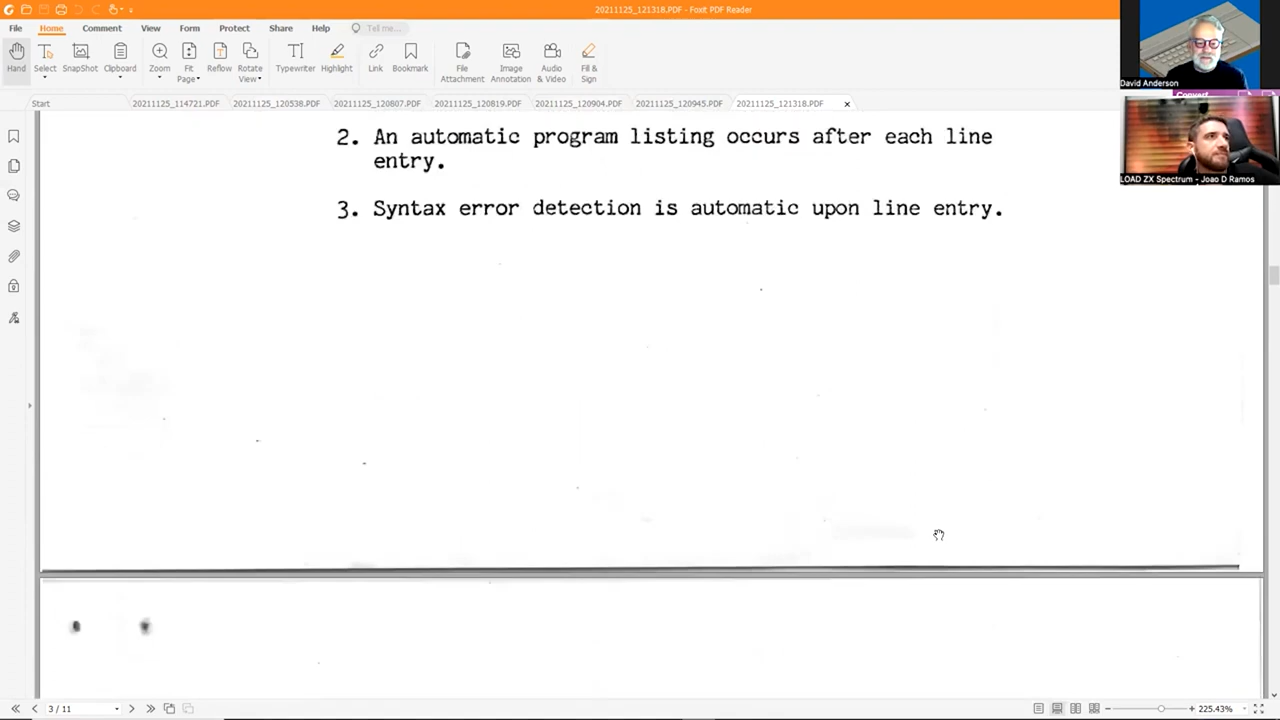 20211125_121318.PDF - Foxit PDF Reader
File Home Comment View Form Protect Share Help Tell me...
Hand Select SnapShot Clipboard Zoom Fit Page Reflow Rotate View Typewriter Highlight Link Bookmark File Attachment Image Annotation Audio & Video Fill & Sign
David Anderson
Start 20211125_114721.PDF 20211125_120538.PDF 20211125_120807.PDF 20211125_120819.PDF 20211125_120904.PDF 20211125_120945.PDF 20211125_121318.PDF
2. An automatic program listing occurs after each line
entry.
LOAD ZX Spectrum - Joao D Ramos
3. Syntax error detection is automatic upon line entry.
3 / 11
225.43%